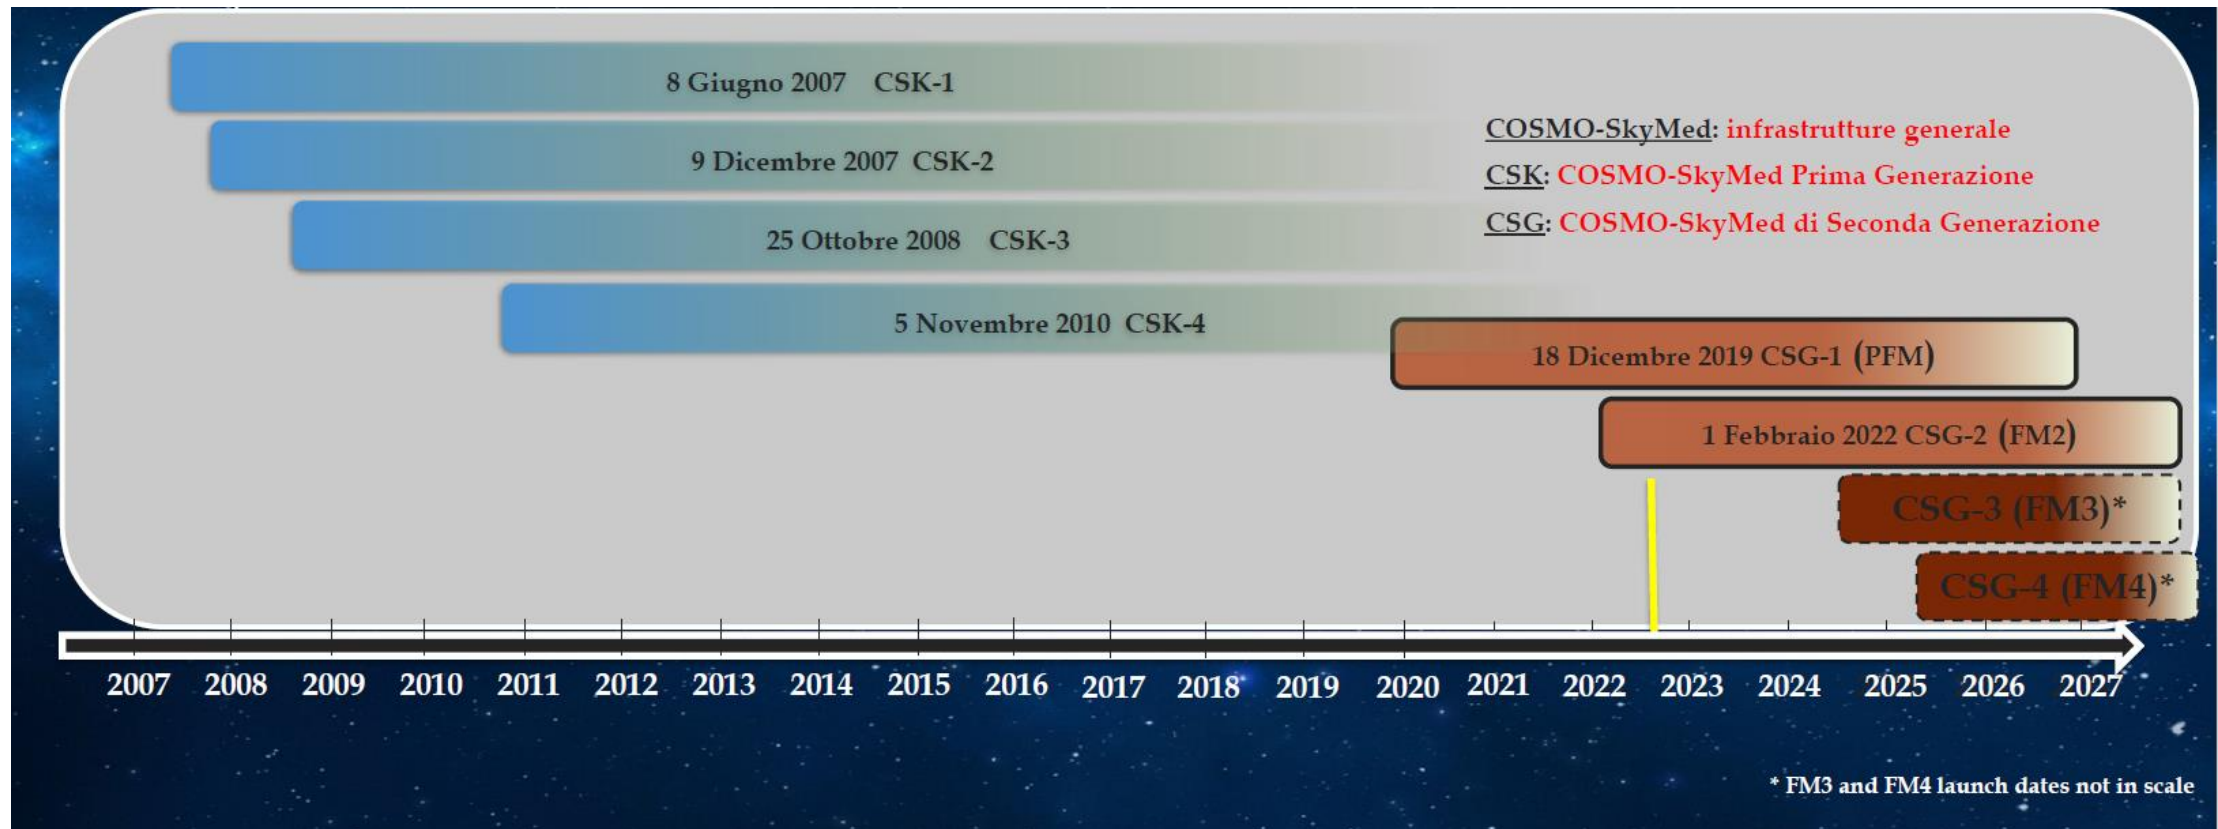 8 Giugno 2007 CSK-1
9 Dicembre 2007 CSK-2
25 Ottobre 2008 CSK-3
5 Novembre 2010 CSK-4
COSMO-SkyMed: infrastrutture generale
CSK: COSMO-SkyMed Prima Generazione
CSG: COSMO-SkyMed di Seconda Generazione
18 Dicembre 2019 CSG-1 (PFM)
1 Febbraio 2022 CSG-2 (FM2)
CSG-3 (FM3)*
CSG-4 (FM4)*
2007 2008 2009 2010 2011 2012 2013 2014 2015 2016 2017 2018 2019 2020 2021 2022 2023 2024 2025 2026 2027
* FM3 and FM4 launch dates not in scale